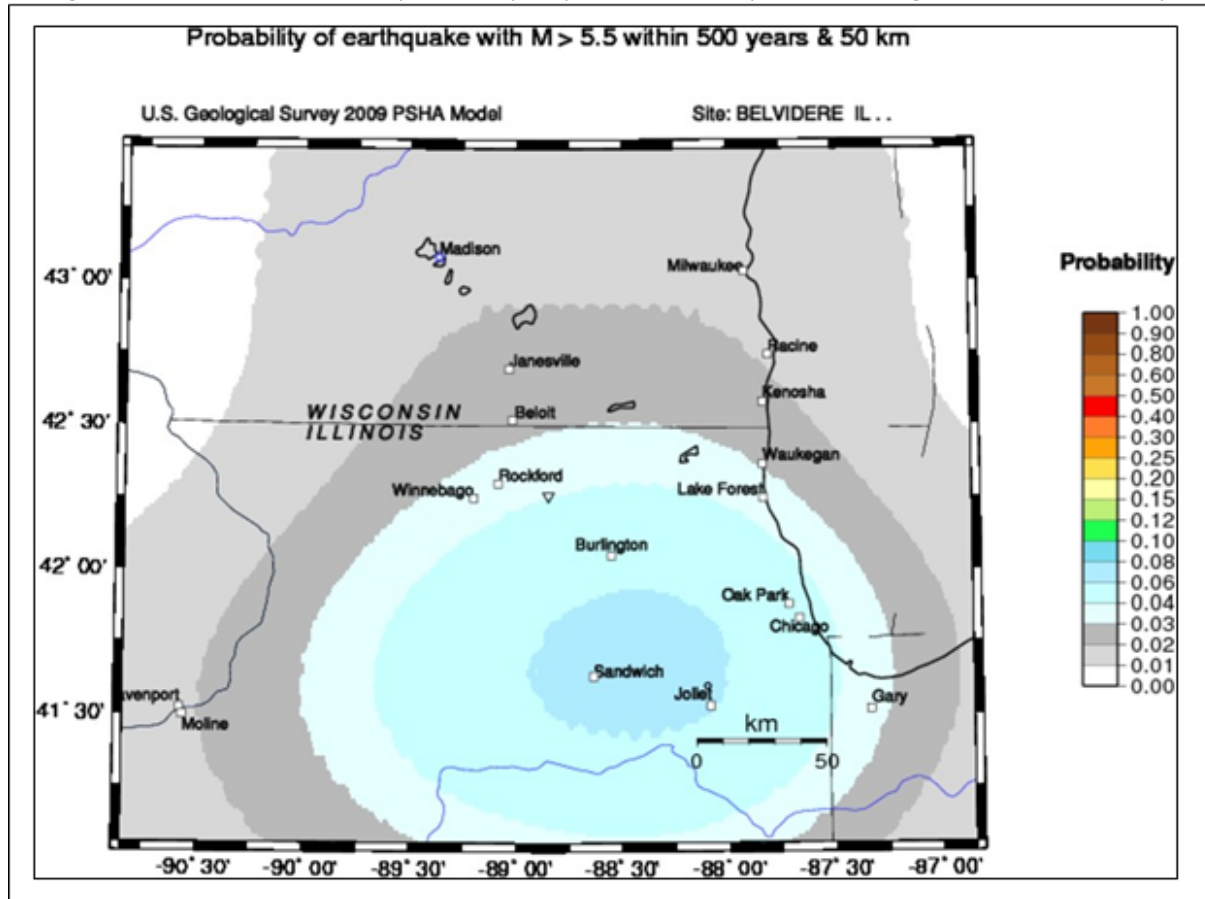 Probability of earthquake with M > 5.5 within 500 years & 50 km
U.S. Geological Survey 2009 PSHA Model Site: BELVIDERE IL . .
Madison
Milwaukee
43° 00'
Probability
1.00
0.90
0.80
0.60
0.50
0.40
0.30
0.25
0.20
0.15
0.12
0.10
0.08
0.06
0.04
0.03
0.02
0.01
0.00
Racine
Janesville
Kenosha
42° 30'
WISCONSIN
Beloit
ILLINOIS
Waukegan
Rockford
Winnebago
Lake Forest
Burlington
42° 00'
Oak Park
Chicago
Sandwich
Joliet
Gary
avenport
41° 30'
Moline
km
0 50
-90° 30' -90° 00' -89° 30' -89° 00' -88° 30' -88° 00' -87° 30' -87° 00'